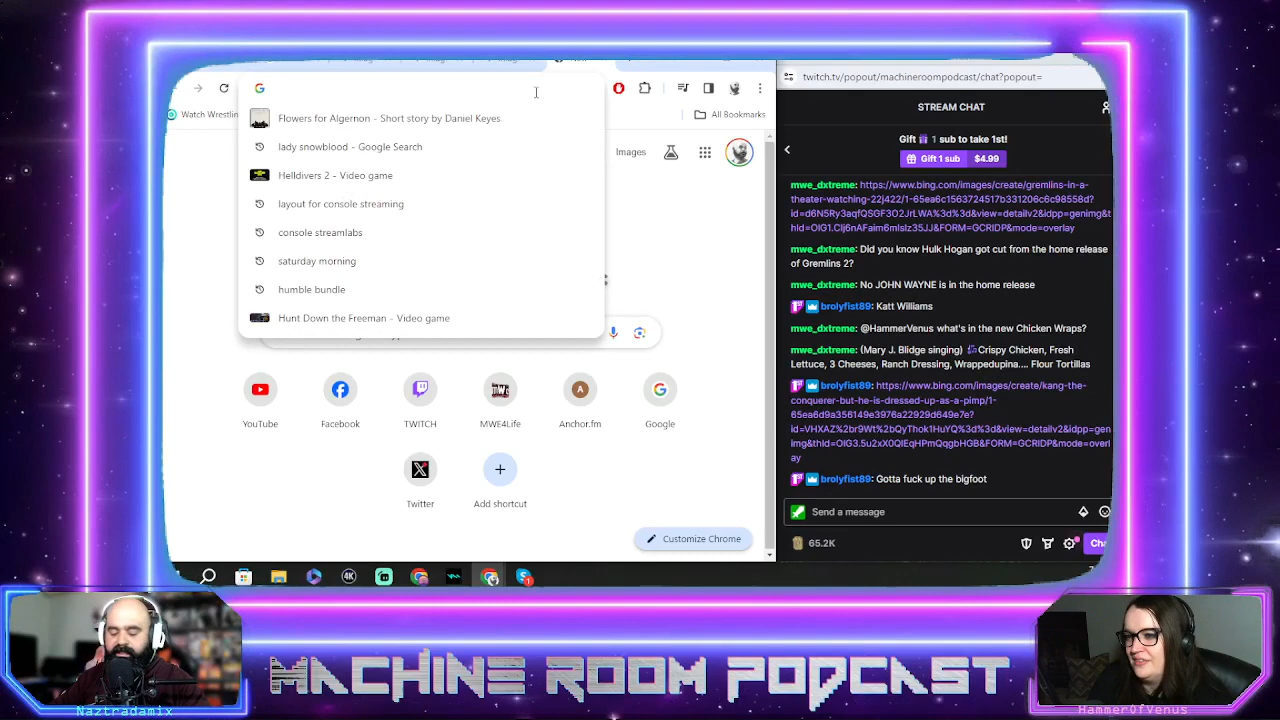 twitch.tv/popout/machineroompodcast/chat?popout=
STREAM CHAT
Watch Wrestlin
All Bookmarks
Flowers for Algernon - Short story by Daniel Keyes
lady snowblood - Google Search
Helldivers 2 - Video game
layout for console streaming
console streamlabs
saturday morning
humble bundle
Hunt Down the Freeman - Video game
Images
YouTube
Facebook
TWITCH
MWE4Life
A
Anchor.fm
Google
Twitter
Add shortcut
Customize Chrome
4K
1
Gift 1 sub to take 1st!
Gift 1 sub $4.99
mwe_dxtreme: https://www.bing.com/images/create/gremlins-in-a-
theater-watching-22j422/1-65ea6c1563724517b331206c6c98558d?
id=d6N5Ry3aqfQSGF3O2JrLWA%3d%3d&view=detailv2&idpp=genimg&t
hId=OIG1.Clj6nAFaim6mlslz35JJ&FORM=GCRIDP&mode=overlay
mwe_dxtreme: Did you know Hulk Hogan got cut from the home release
of Gremlins 2?
mwe_dxtreme: No JOHN WAYNE is in the home release
brolyfist89: Katt Williams
mwe_dxtreme: @HammerVenus what's in the new Chicken Wraps?
mwe_dxtreme: (Mary J. Blidge singing) Crispy Chicken, Fresh
Lettuce, 3 Cheeses, Ranch Dressing, Wrappedupina.... Flour Tortillas
brolyfist89: https://www.bing.com/images/create/kang-the-
conquerer-but-he-is-dressed-up-as-a-pimp/1-
65ea6d9a356149e3976a22929d649e7e?
id=VHXAZ%2br9Wt%2bQyThok1HuYQ%3d%3d&view=detailv2&idpp=gen
img&thId=OIG3.5u2xX0QIEqHPmQqgbHGB&FORM=GCRIDP&mode=overl
ay
brolyfist89: Gotta fuck up the bigfoot
Send a message
65.2K
Cha
MACHINE ROOM PODCAST
Naztradamix
HammerOfVenus